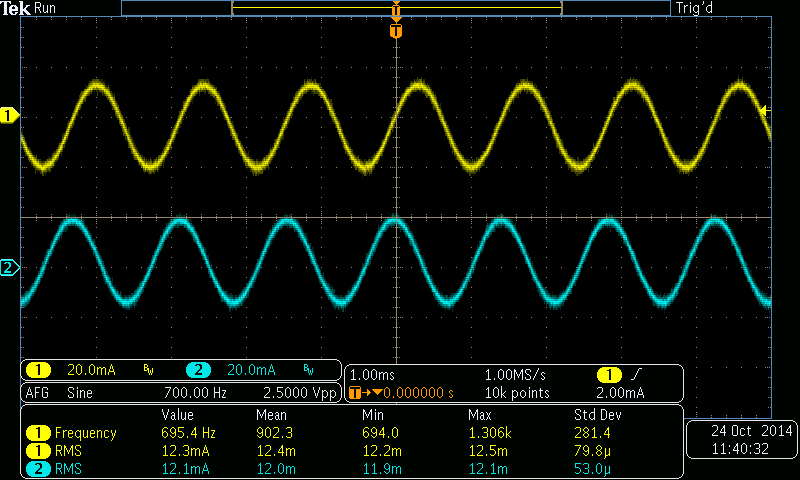 Tek Run Trig'd
T
T
1
2
1 20.0mA BW 2 20.0mA BW
1.00ms 1.00MS/s 1
T→▼0.000000 s 10k points 2.00mA
AFG Sine 700.00 Hz 2.5000 Vpp
Value Mean Min Max Std Dev
1 Frequency 695.4 Hz 902.3 694.0 1.306k 281.4
1 RMS 12.3mA 12.4m 12.2m 12.5m 79.8µ
2 RMS 12.1mA 12.0m 11.9m 12.1m 53.0µ
24 Oct 2014
11:40:32